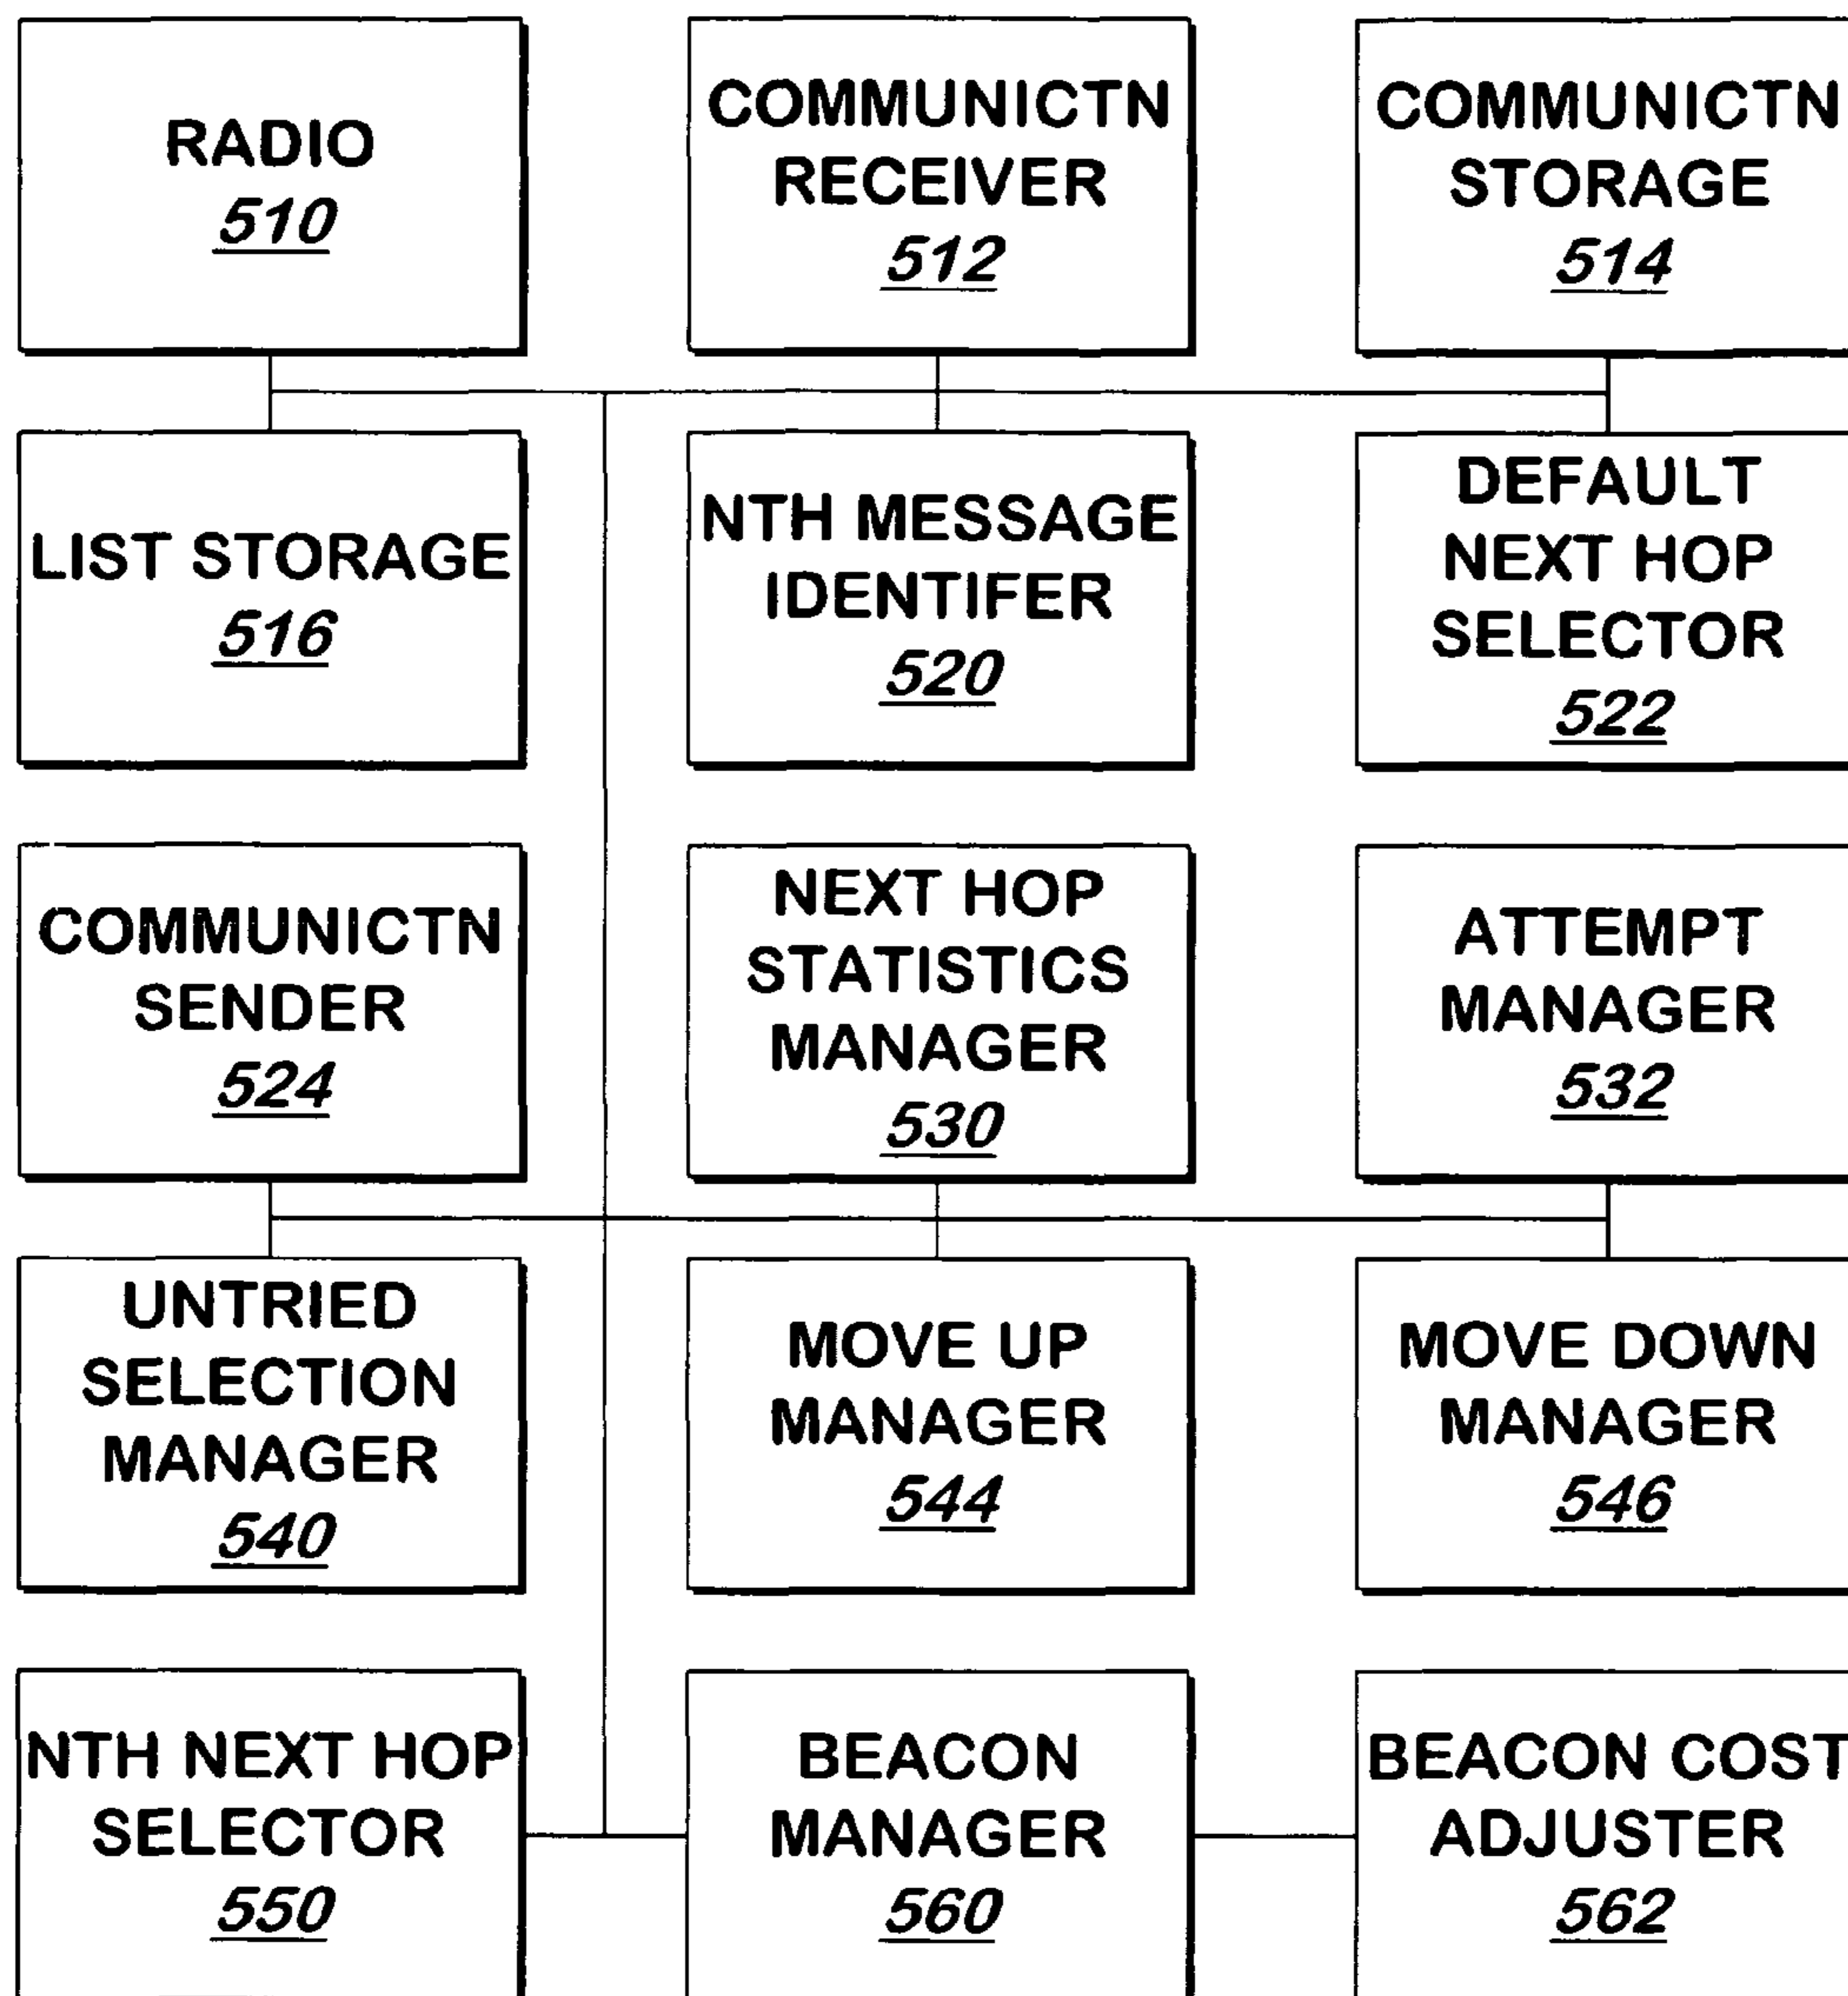 RADIO
510
COMMUNICTN
RECEIVER
512
COMMUNICTN
STORAGE
514
LIST STORAGE
516
NTH MESSAGE
IDENTIFER
520
DEFAULT
NEXT HOP
SELECTOR
522
COMMUNICTN
SENDER
524
NEXT HOP
STATISTICS
MANAGER
530
ATTEMPT
MANAGER
532
UNTRIED
SELECTION
MANAGER
540
MOVE UP
MANAGER
544
MOVE DOWN
MANAGER
546
NTH NEXT HOP
SELECTOR
550
BEACON
MANAGER
560
BEACON COST
ADJUSTER
562